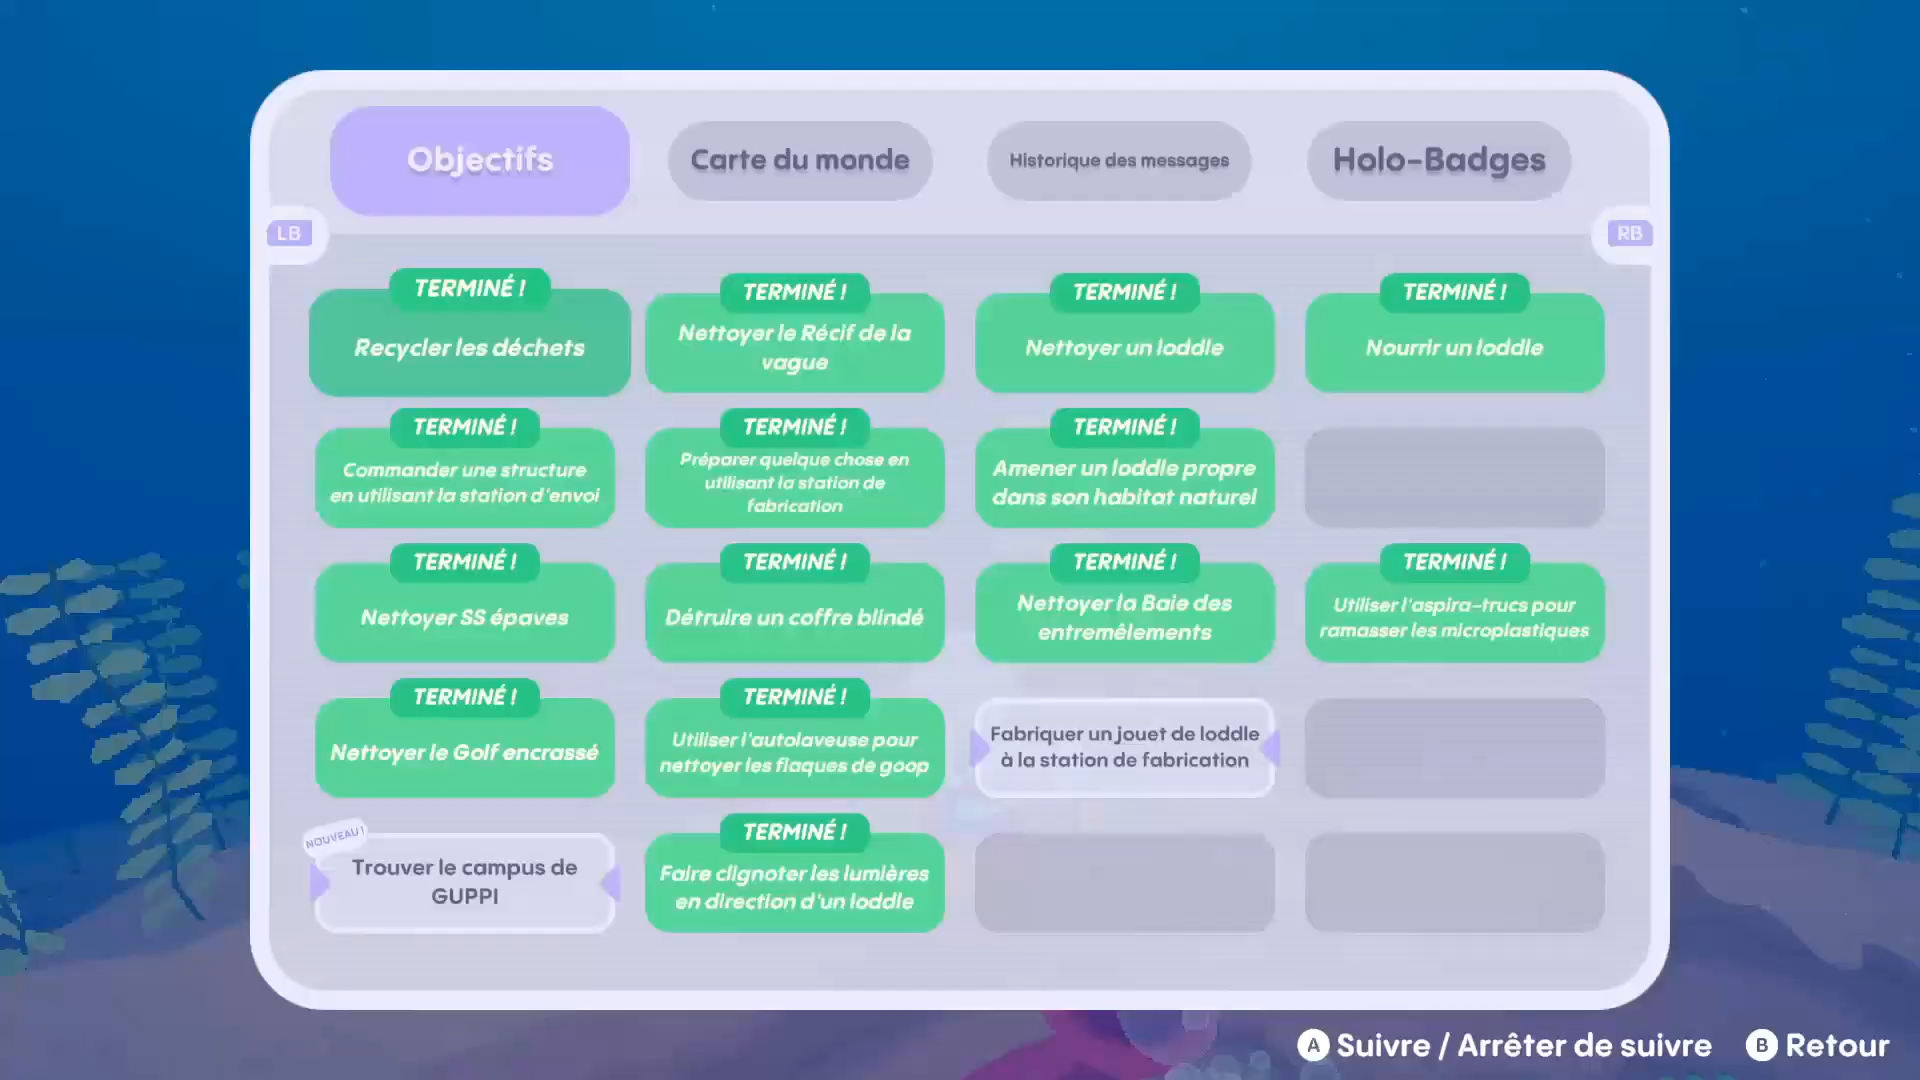 Objectifs
Carte du monde
Historique des messages
Holo-Badges
LB
RB
TERMINÉ !
Recycler les déchets
TERMINÉ !
Nettoyer le Récif de la
vague
TERMINÉ !
Nettoyer un loddle
TERMINÉ !
Nourrir un loddle
TERMINÉ !
Commander une structure
en utilisant la station d'envoi
TERMINÉ !
Préparer quelque chose en
utilisant la station de
fabrication
TERMINÉ !
Amener un loddle propre
dans son habitat naturel
TERMINÉ !
Nettoyer SS épaves
TERMINÉ !
Détruire un coffre blindé
TERMINÉ !
Nettoyer la Baie des
entremêlements
TERMINÉ !
Utiliser l'aspira-trucs pour
ramasser les microplastiques
TERMINÉ !
Nettoyer le Golf encrassé
TERMINÉ !
Utiliser l'autolaveuse pour
nettoyer les flaques de goop
Fabriquer un jouet de loddle
à la station de fabrication
NOUVEAU !
Trouver le campus de
GUPPI
TERMINÉ !
Faire clignoter les lumières
en direction d'un loddle
A Suivre / Arrêter de suivre
B Retour